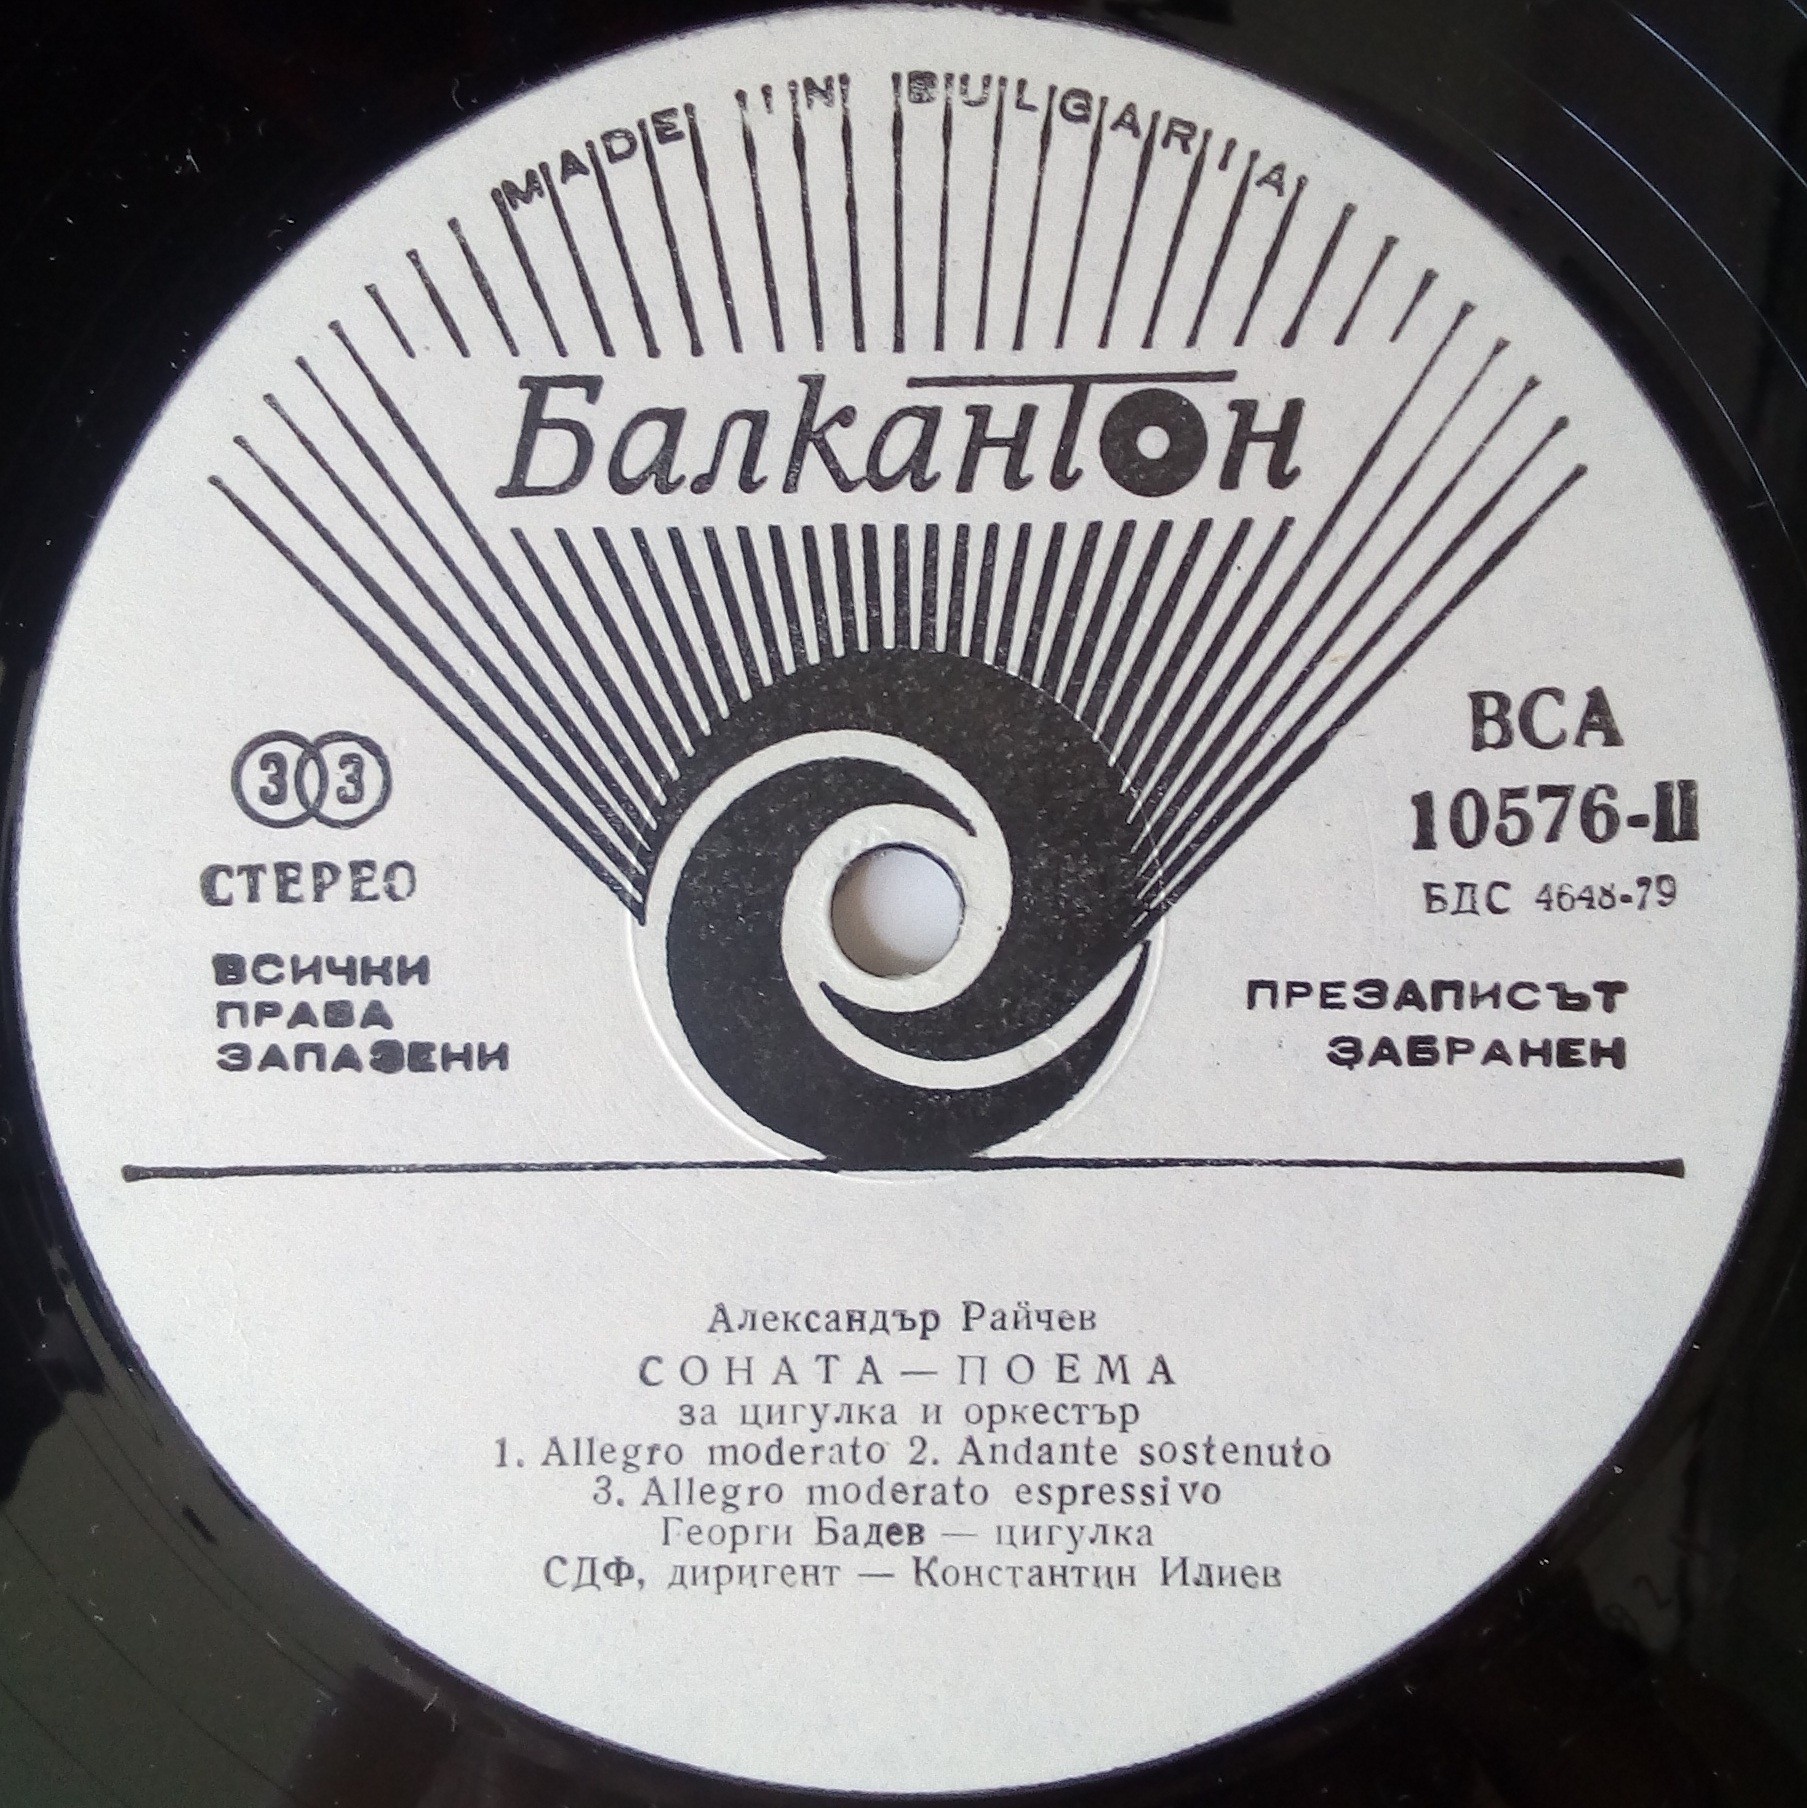 MADE IN BULGARIA
Балкантон
33
СТЕРЕО
ВСИЧКИ
ПРАВА
ЗАПАЗЕНИ
ВСА
10576-II
БДС 4648-79
ПРЕЗАПИСЪТ
ЗАБРАНЕН
Александър Райчев
СОНАТА — ПОЕМА
за цигулка и оркестър
1. Allegro moderato 2. Andante sostenuto
3. Allegro moderato espressivo
Георги Бадев — цигулка
СДФ, диригент — Константин Илиев